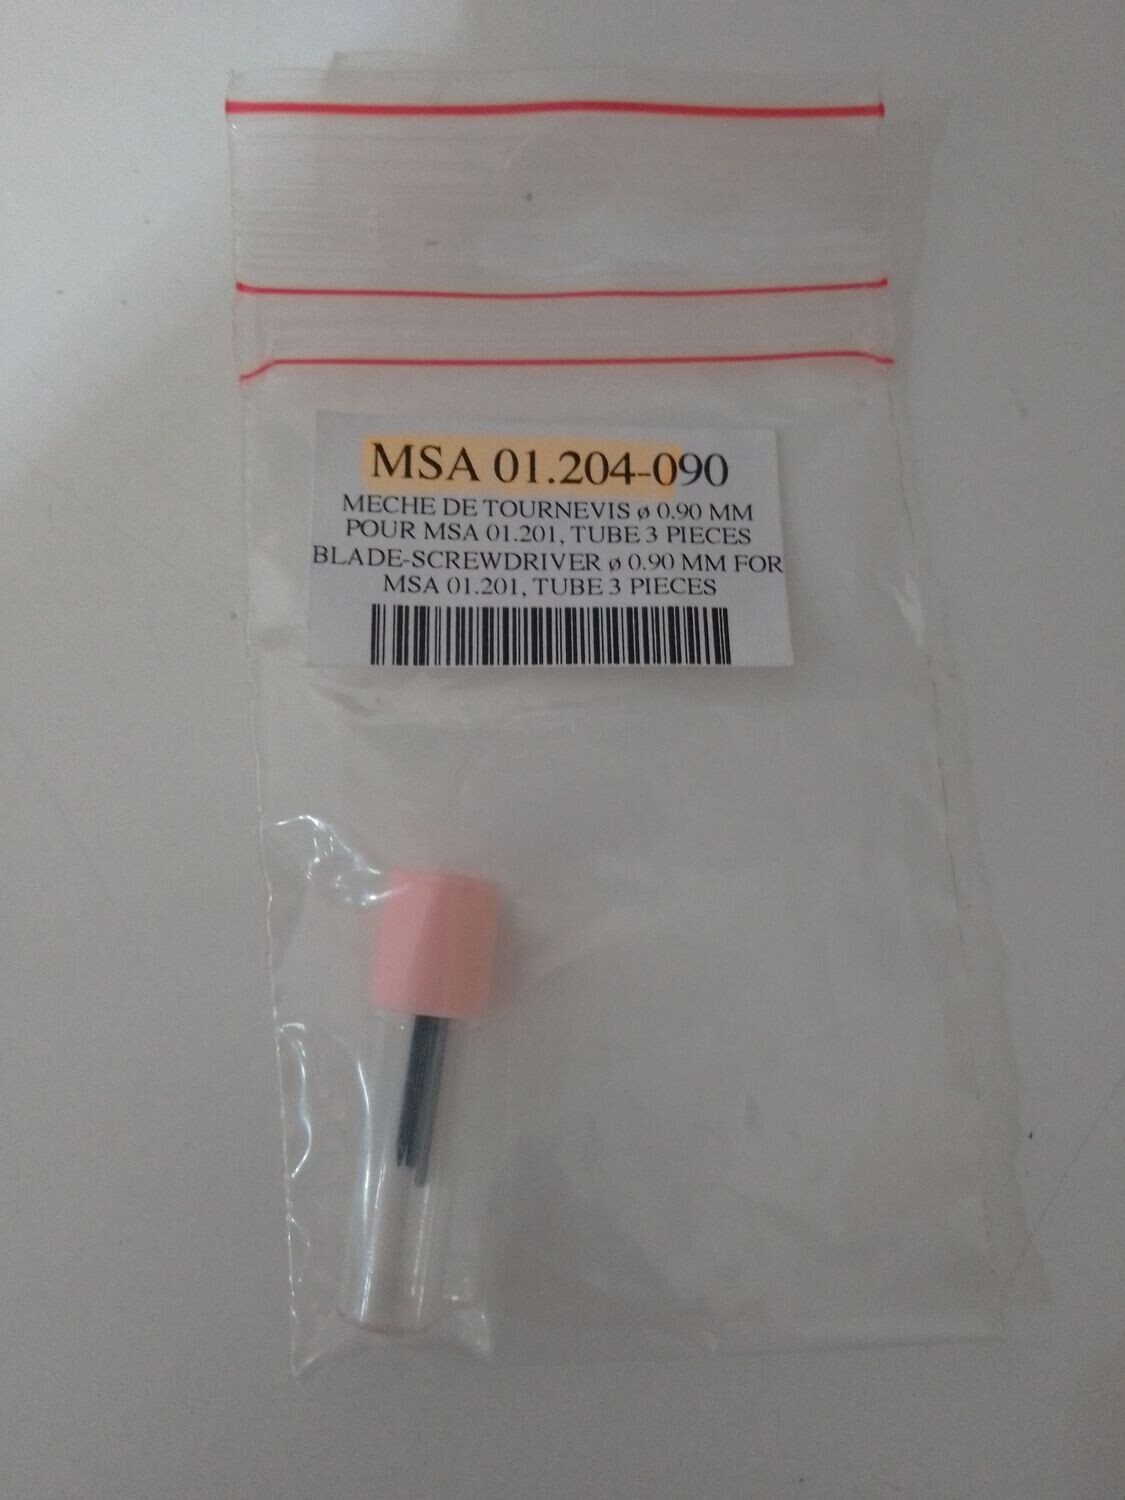 MSA 01.204-090
MECHE DE TOURNEVIS ø 0.90 MM
POUR MSA 01.201, TUBE 3 PIECES
BLADE-SCREWDRIVER ø 0.90 MM FOR
MSA 01.201, TUBE 3 PIECES